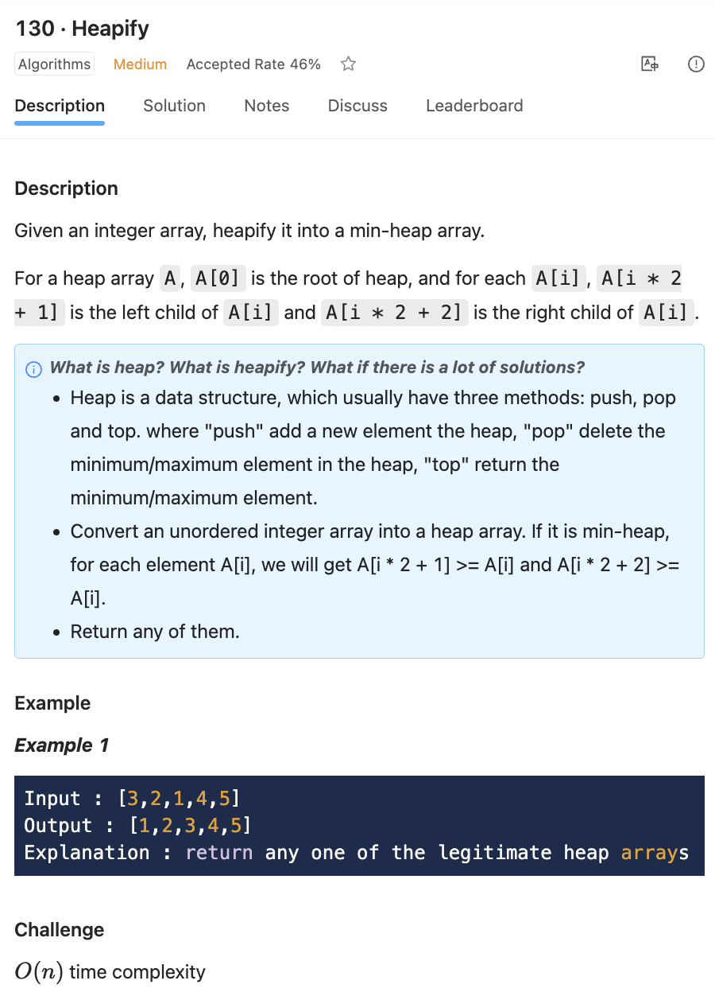 130 · Heapify
Algorithms Medium Accepted Rate 46%
Description Solution Notes Discuss Leaderboard
Description
Given an integer array, heapify it into a min-heap array.
For a heap array A, A[0] is the root of heap, and for each A[i], A[i * 2
+ 1] is the left child of A[i] and A[i * 2 + 2] is the right child of A[i].
What is heap? What is heapify? What if there is a lot of solutions?
• Heap is a data structure, which usually have three methods: push, pop
and top. where "push" add a new element the heap, "pop" delete the
minimum/maximum element in the heap, "top" return the
minimum/maximum element.
• Convert an unordered integer array into a heap array. If it is min-heap,
for each element A[i], we will get A[i * 2 + 1] >= A[i] and A[i * 2 + 2] >=
A[i].
• Return any of them.
Example
Example 1
Input : [3,2,1,4,5]
Output : [1,2,3,4,5]
Explanation : return any one of the legitimate heap arrays
Challenge
O(n) time complexity